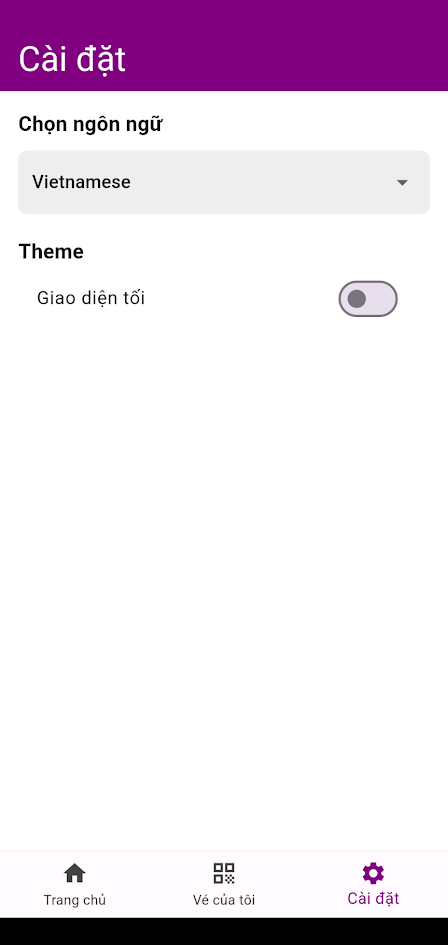 Cài đặt
Chọn ngôn ngữ
Vietnamese
Theme
Giao diện tối
Trang chủ
Vé của tôi
Cài đặt